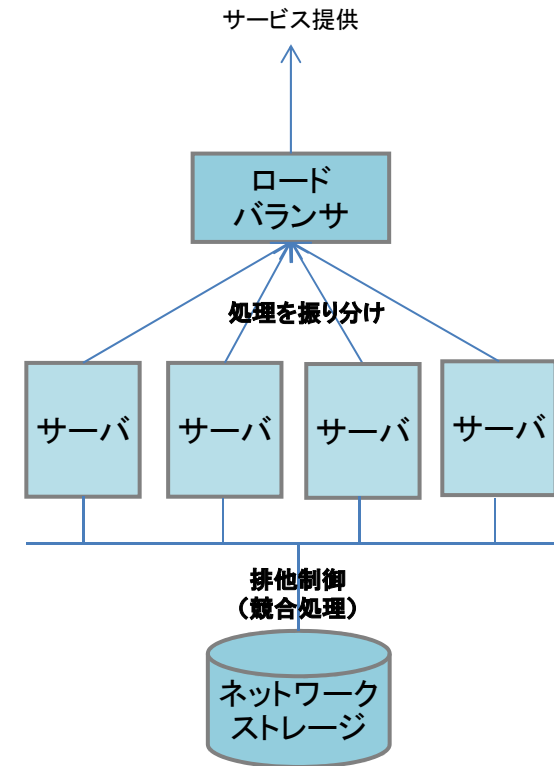 サービス提供
ロード
バランサ
処理を振り分け
サーバ
サーバ
サーバ
サーバ
排他制御
（競合処理）
ネットワーク
ストレージ